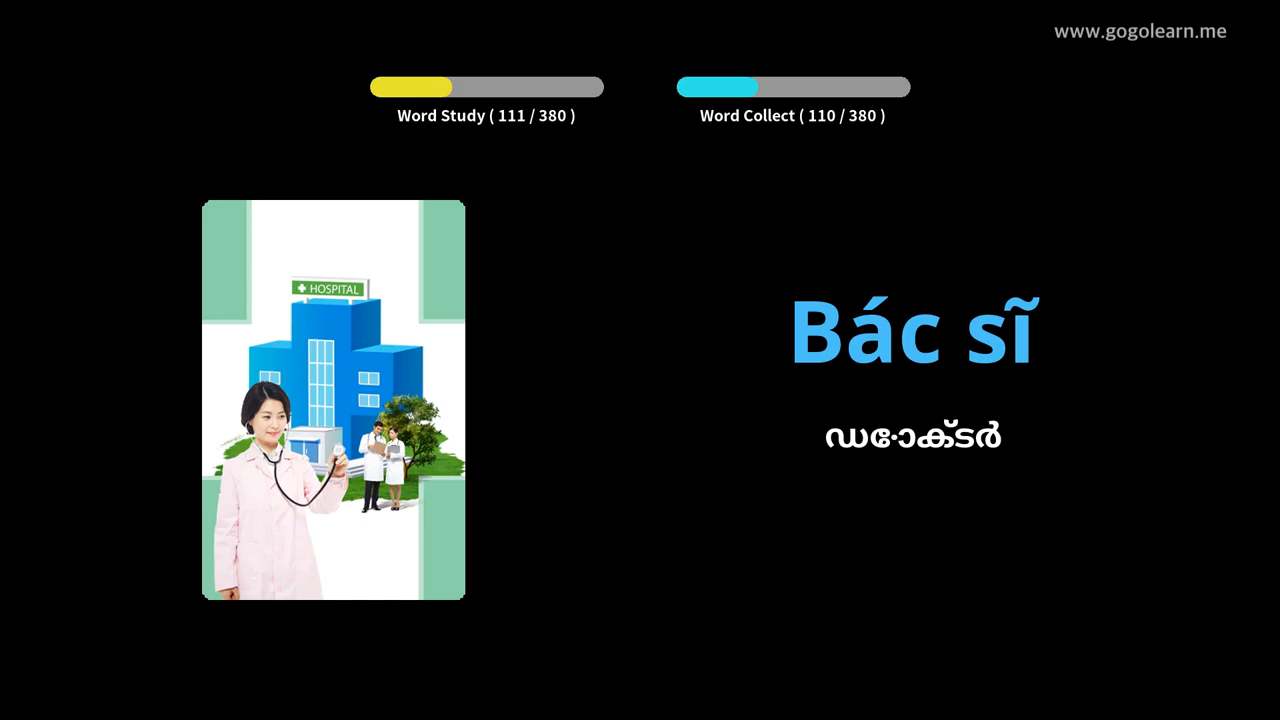 www.gogolearn.me
Word Study ( 111 / 380 )
Word Collect ( 110 / 380 )
HOSPITAL
Bác sĩ
ഡോക്ടർ